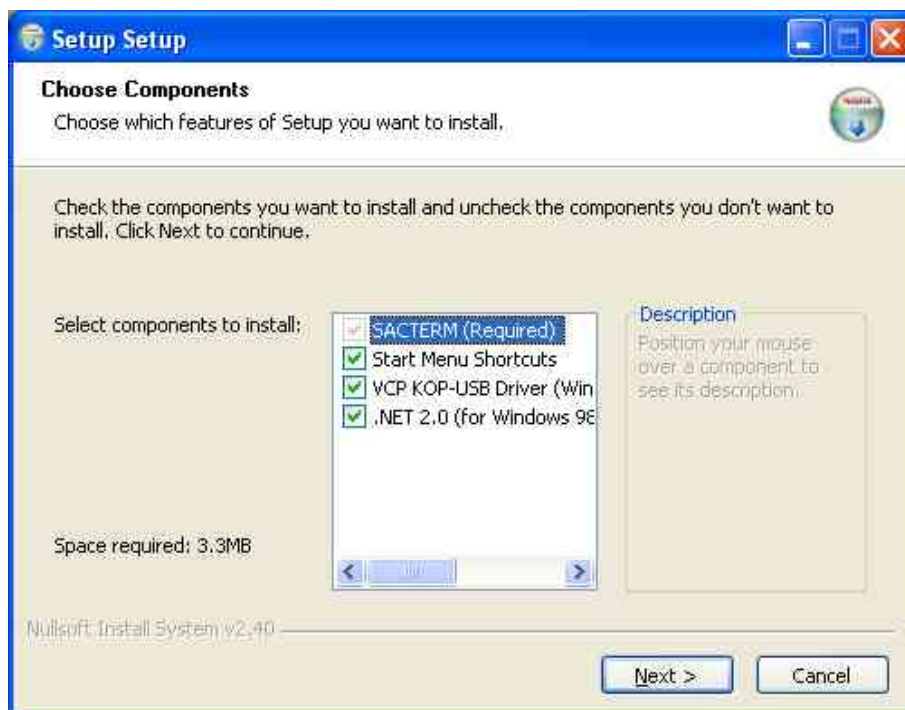 Setup Setup
Choose Components
Choose which features of Setup you want to install.
Check the components you want to install and uncheck the components you don't want to
install. Click Next to continue.
Select components to install:
SACTERM (Required)
Start Menu Shortcuts
VCP KOP-USB Driver (Win
.NET 2.0 (for Windows 98
Description
Position your mouse
over a component to
see its description.
Space required: 3.3MB
Nullsoft Install System v2.40
Next >
Cancel